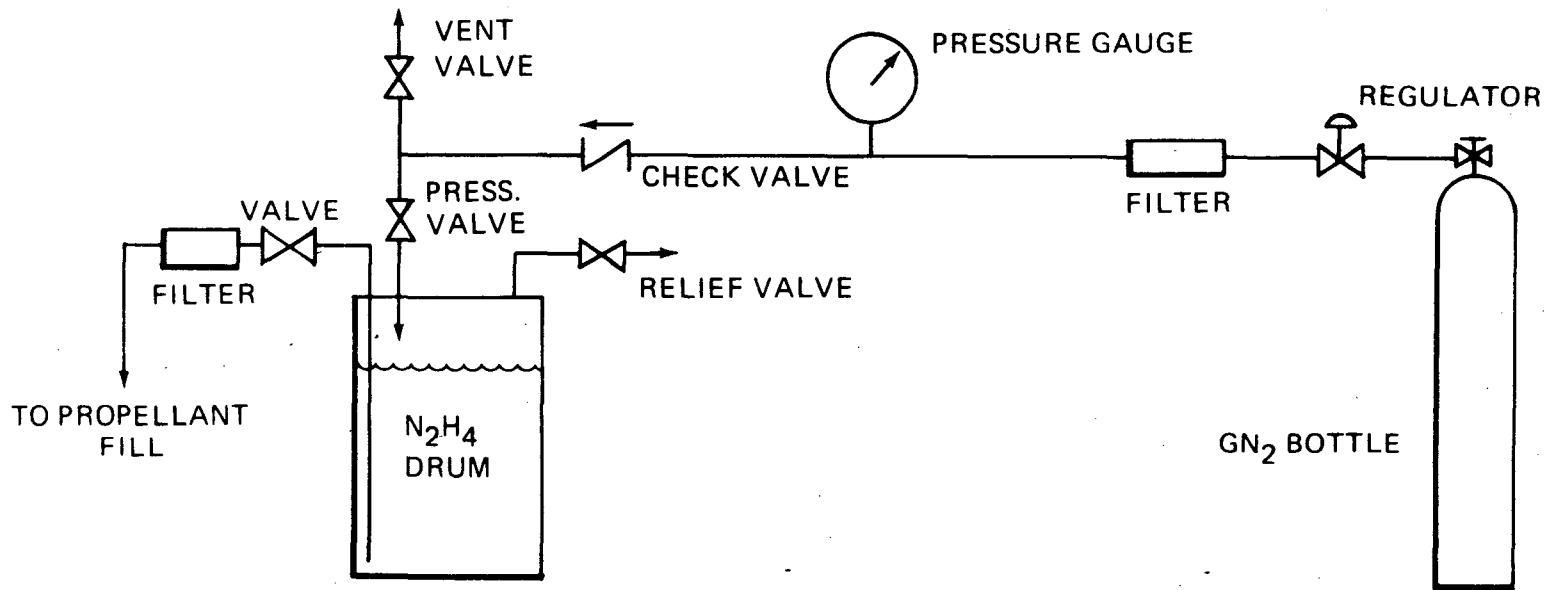 VENT
VALVE
PRESSURE GAUGE
REGULATOR
CHECK VALVE
FILTER
PRESS.
VALVE
VALVE
FILTER
RELIEF VALVE
TO PROPELLANT
FILL
N₂H₄
DRUM
GN₂ BOTTLE